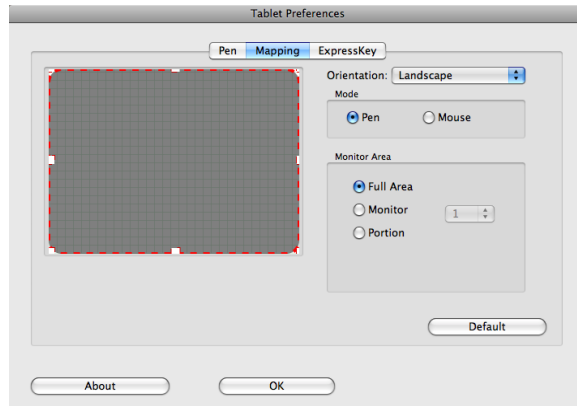 Tablet Preferences
Pen Mapping ExpressKey
Orientation: Landscape
Mode
Pen Mouse
Monitor Area
Full Area
Monitor 1
Portion
Default
About OK